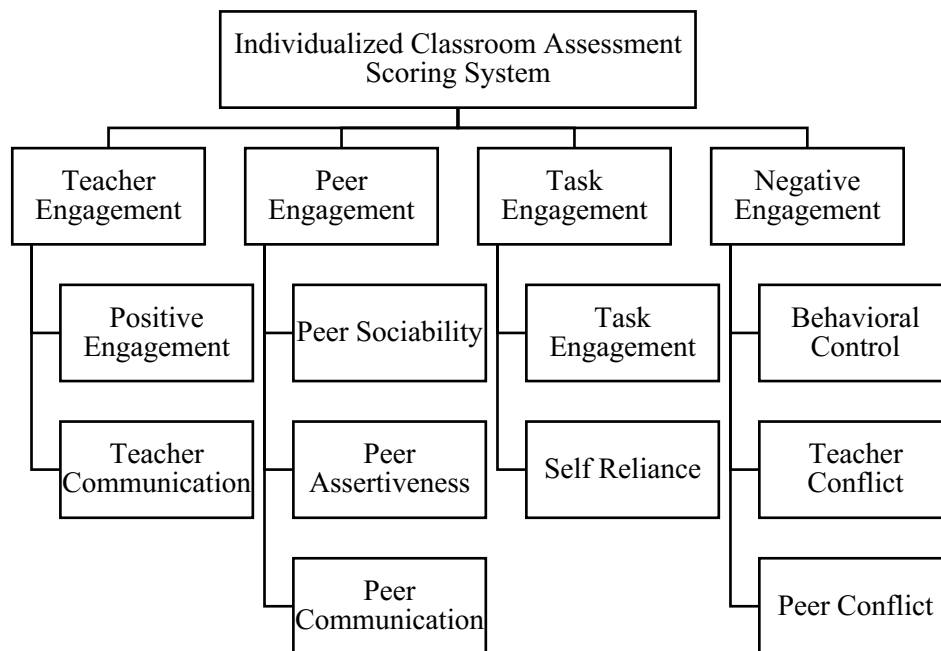 Individualized Classroom Assessment
Scoring System
Teacher
Engagement
Peer
Engagement
Task
Engagement
Negative
Engagement
Positive
Engagement
Peer Sociability
Task
Engagement
Behavioral
Control
Teacher
Communication
Peer
Assertiveness
Self Reliance
Teacher
Conflict
Peer
Communication
Peer Conflict